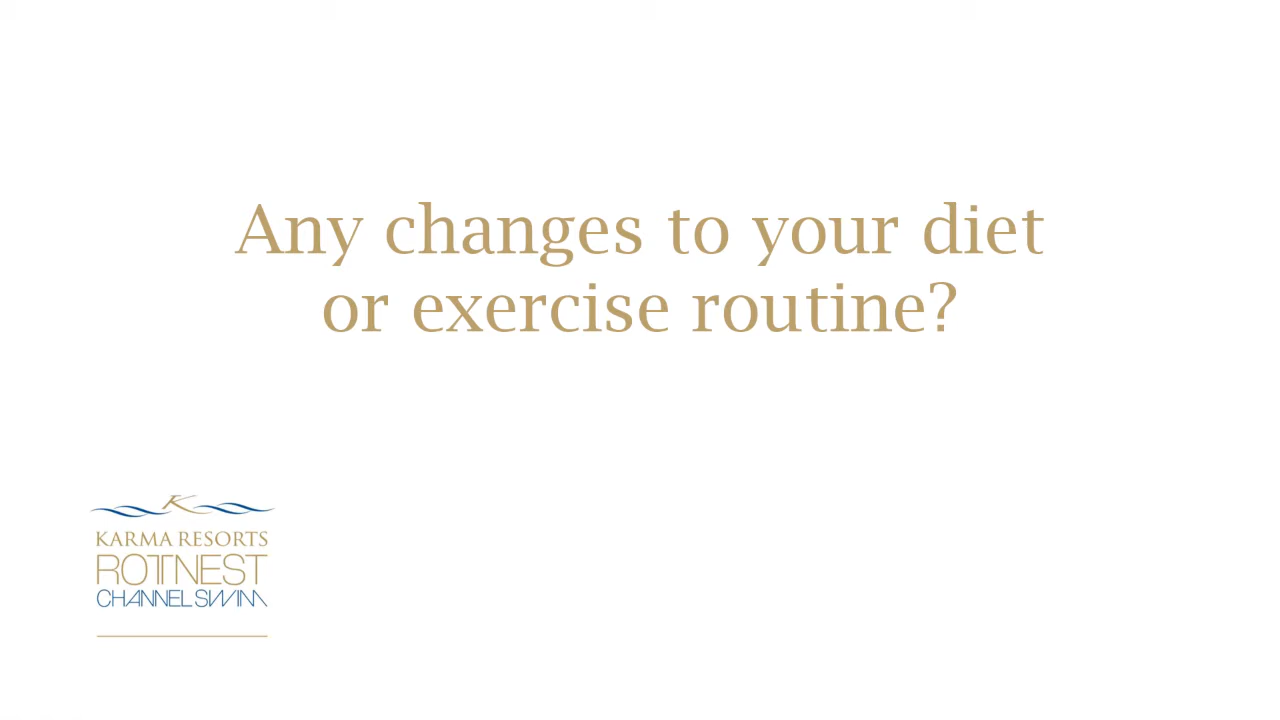 Any changes to your diet
or exercise routine?
K
KARMA RESORTS
ROTTNEST
CHANNEL SWIM